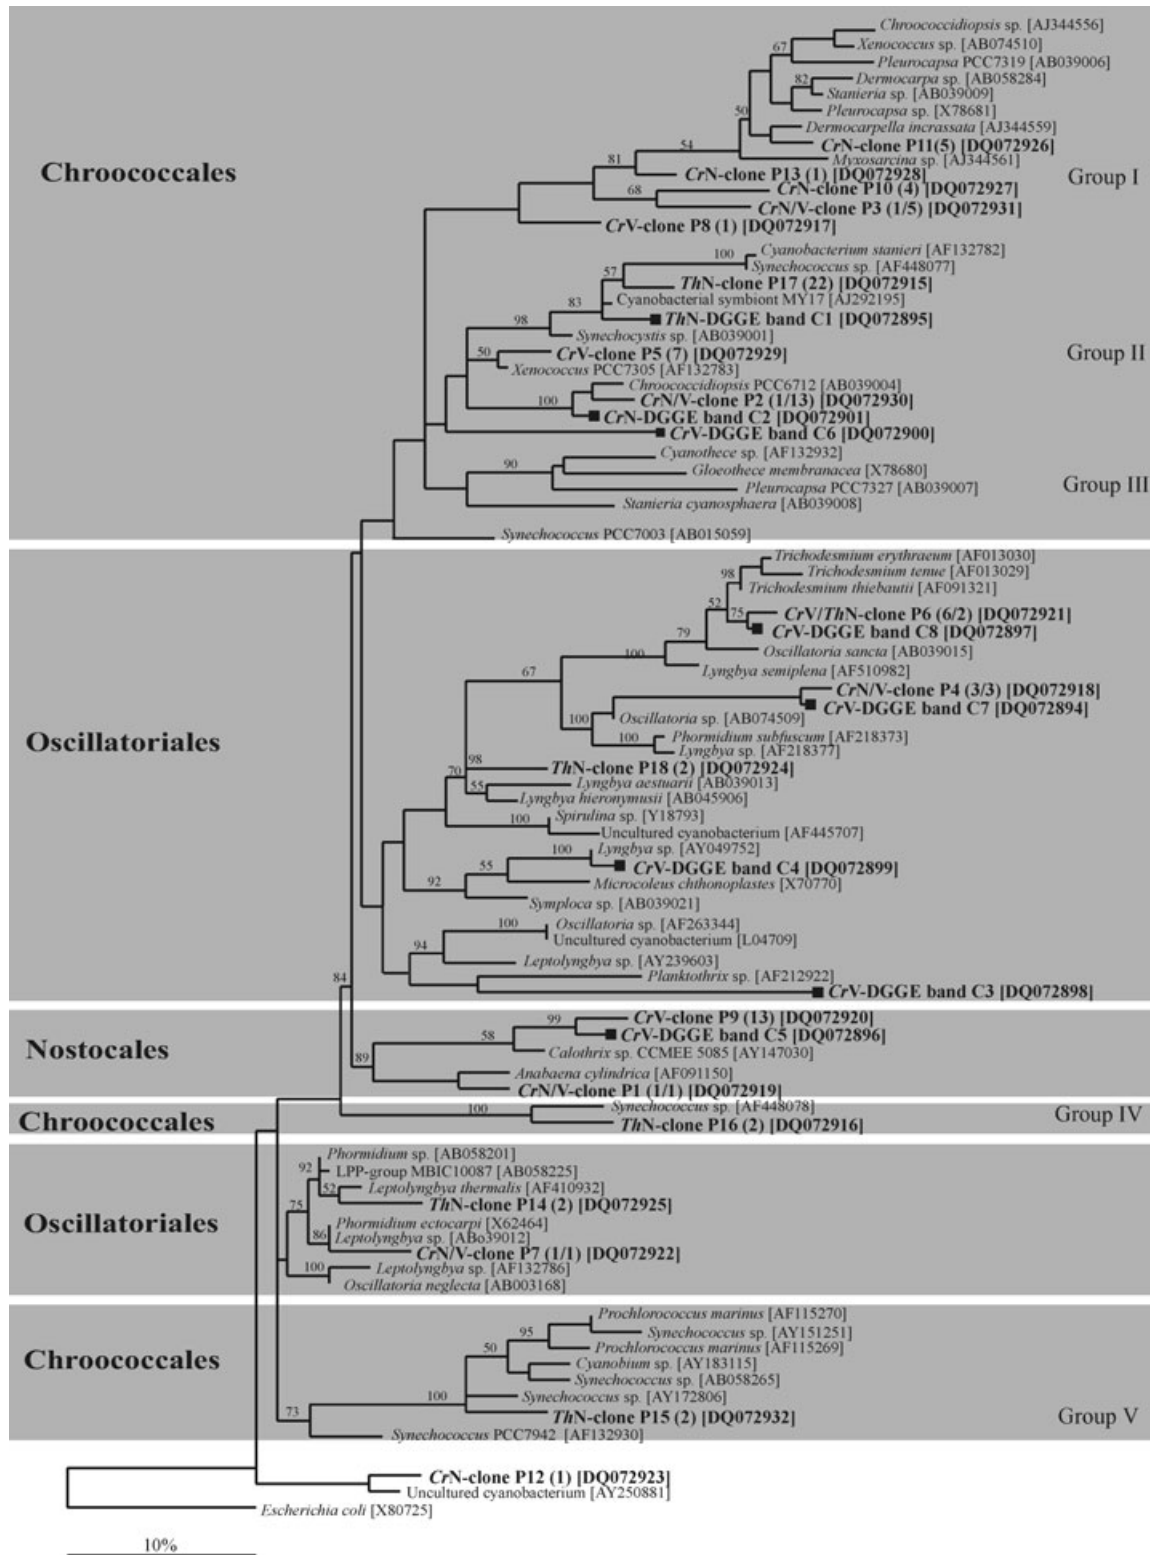 Chroococcidiopsis sp. [AJ344556]
Xenococcus sp. [AB074510]
67
Pleurocapsa PCC7319 [AB039006]
82
Dermocarpa sp. [AB058284]
Stanieria sp. [AB039009]
50
Pleurocapsa sp. [X78681]
Dermocarpella incrassata [AJ344559]
54
CrN-clone P11(5) [DQ072926]
81
Myxosarcina sp. [AJ344561]
Chroococcales
CrN-clone P13 (1) [DQ072928]
Group I
68
CrN-clone P10 (4) [DQ072927]
CrN/V-clone P3 (1/5) [DQ072931]
CrV-clone P8 (1) [DQ072917]
100
Cyanobacterium stanieri [AF132782]
Synechococcus sp. [AF448077]
57
ThN-clone P17 (22) [DQ072915]
83
Cyanobacterial symbiont MY17 [AJ292195]
98
ThN-DGGE band C1 [DQ072895]
Synechocystis sp. [AB039001]
50
CrV-clone P5 (7) [DQ072929]
Group II
Xenococcus PCC7305 [AF132783]
Chroococcidiopsis PCC6712 [AB039004]
100
CrN/V-clone P2 (1/13) [DQ072930]
CrN-DGGE band C2 [DQ072901]
CrV-DGGE band C6 [DQ072900]
Cyanothece sp. [AF132932]
90
Gloeothece membranacea [X78680]
Pleurocapsa PCC7327 [AB039007]
Group III
Stanieria cyanosphaera [AB039008]
Synechococcus PCC7003 [AB015059]
Trichodesmium erythraeum [AF013030]
98
Trichodesmium tenue [AF013029]
Trichodesmium thiebautii [AF091321]
52
75
CrV/ThN-clone P6 (6/2) [DQ072921]
79
CrV-DGGE band C8 [DQ072897]
100
Oscillatoria sancta [AB039015]
67
Lyngbya semiplena [AF510982]
CrN/V-clone P4 (3/3) [DQ072918]
CrV-DGGE band C7 [DQ072894]
100
Oscillatoria sp. [AB074509]
Oscillatoriales
100
Phormidium subfuscum [AF218373]
Lyngbya sp. [AF218377]
98
ThN-clone P18 (2) [DQ072924]
70
55
Lyngbya aestuarii [AB039013]
Lyngbya hieronymusii [AB045906]
100
Spirulina sp. [Y18793]
Uncultured cyanobacterium [AF445707]
100
Lyngbya sp. [AY049752]
55
CrV-DGGE band C4 [DQ072899]
92
Microcoleus chthonoplastes [X70770]
Symploca sp. [AB039021]
100
Oscillatoria sp. [AF263344]
Uncultured cyanobacterium [L04709]
94
Leptolyngbya sp. [AY239603]
84
Planktothrix sp. [AF212922]
CrV-DGGE band C3 [DQ072898]
99
CrV-clone P9 (13) [DQ072920]
58
CrV-DGGE band C5 [DQ072896]
Nostocales
89
Calothrix sp. CCMEE 5085 [AY147030]
Anabaena cylindrica [AF091150]
CrN/V-clone P1 (1/1) [DQ072919]
100
Synechococcus sp. [AF448078]
Group IV
Chroococcales
ThN-clone P16 (2) [DQ072916]
Phormidium sp. [AB058201]
92
LPP-group MBIC10087 [AB058225]
52
Leptolyngbya thermalis [AF410932]
75
ThN-clone P14 (2) [DQ072925]
Oscillatoriales
Phormidium ectocarpi [X62464]
86
Leptolyngbya sp. [ABo39012]
CrN/V-clone P7 (1/1) [DQ072922]
100
Leptolyngbya sp. [AF132786]
Oscillatoria neglecta [AB003168]
Prochlorococcus marinus [AF115270]
95
Synechococcus sp. [AY151251]
50
Prochlorococcus marinus [AF115269]
Chroococcales
Cyanobium sp. [AY183115]
Synechococcus sp. [AB058265]
100
Synechococcus sp. [AY172806]
73
ThN-clone P15 (2) [DQ072932]
Group V
Synechococcus PCC7942 [AF132930]
CrN-clone P12 (1) [DQ072923]
Uncultured cyanobacterium [AY250881]
Escherichia coli [X80725]
10%